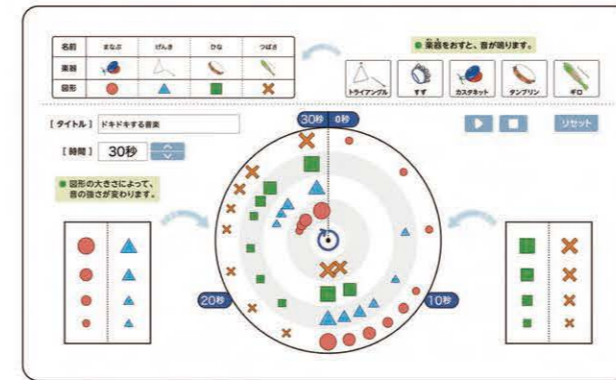 名前 まなぶ げんき ひな つばさ
楽器
図形
楽器をおすと、音が鳴ります。
トライアングル すず カスタネット タンブリン ギロ
[ タイトル ] ドキドキする音楽
リセット
[ 時間 ] 30秒
30秒 0秒
図形の大きさによって、
音の強さが変わります。
20秒 10秒